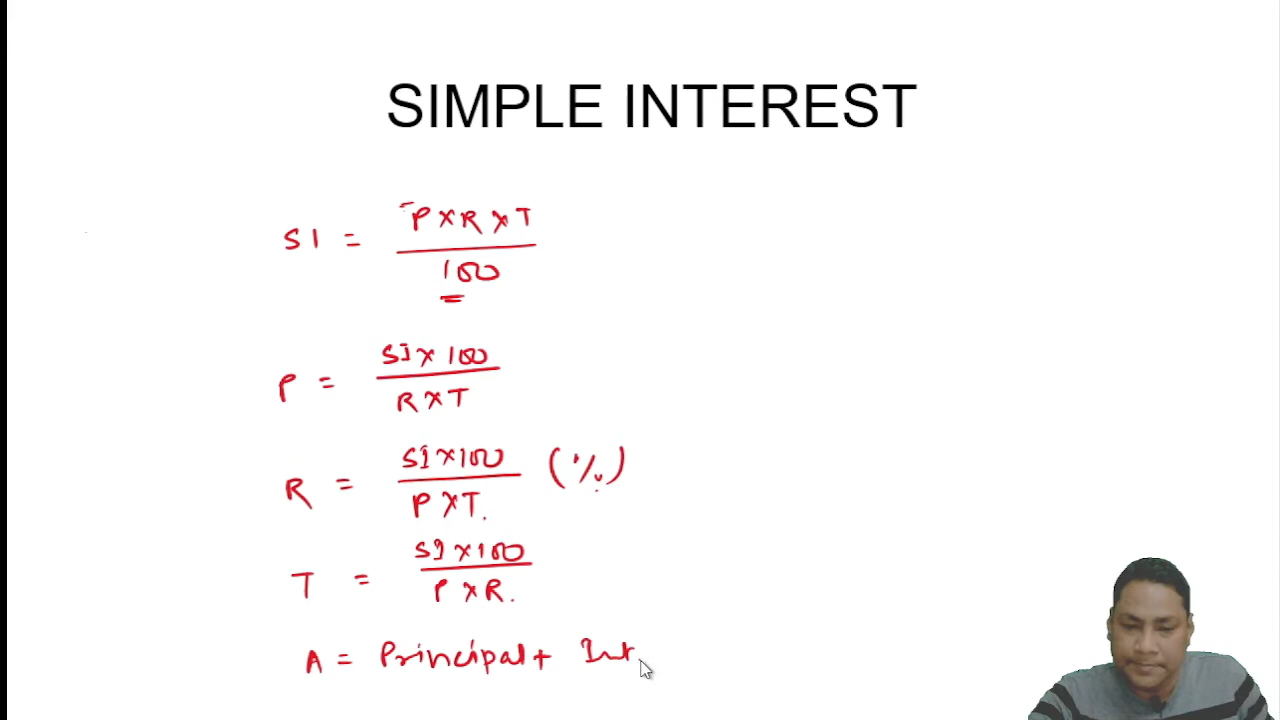 SIMPLE INTEREST
SI = P×R×T
100
P = SI×100
R×T
R = SI×100 (%)
P×T.
T = SI×100
P×R.
A = Principal + Int